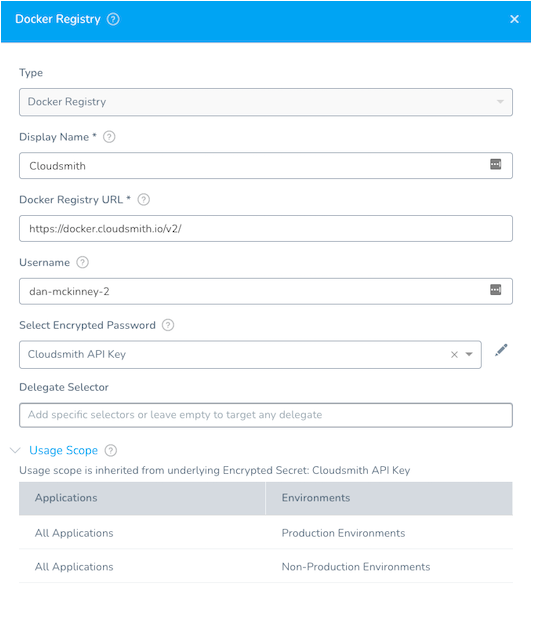 Docker Registry
Type
Docker Registry
Display Name *
Cloudsmith
Docker Registry URL *
https://docker.cloudsmith.io/v2/
Username
dan-mckinney-2
Select Encrypted Password
Cloudsmith API Key
Delegate Selector
Add specific selectors or leave empty to target any delegate
Usage Scope
Usage scope is inherited from underlying Encrypted Secret: Cloudsmith API Key
Applications Environments
All Applications Production Environments
All Applications Non-Production Environments